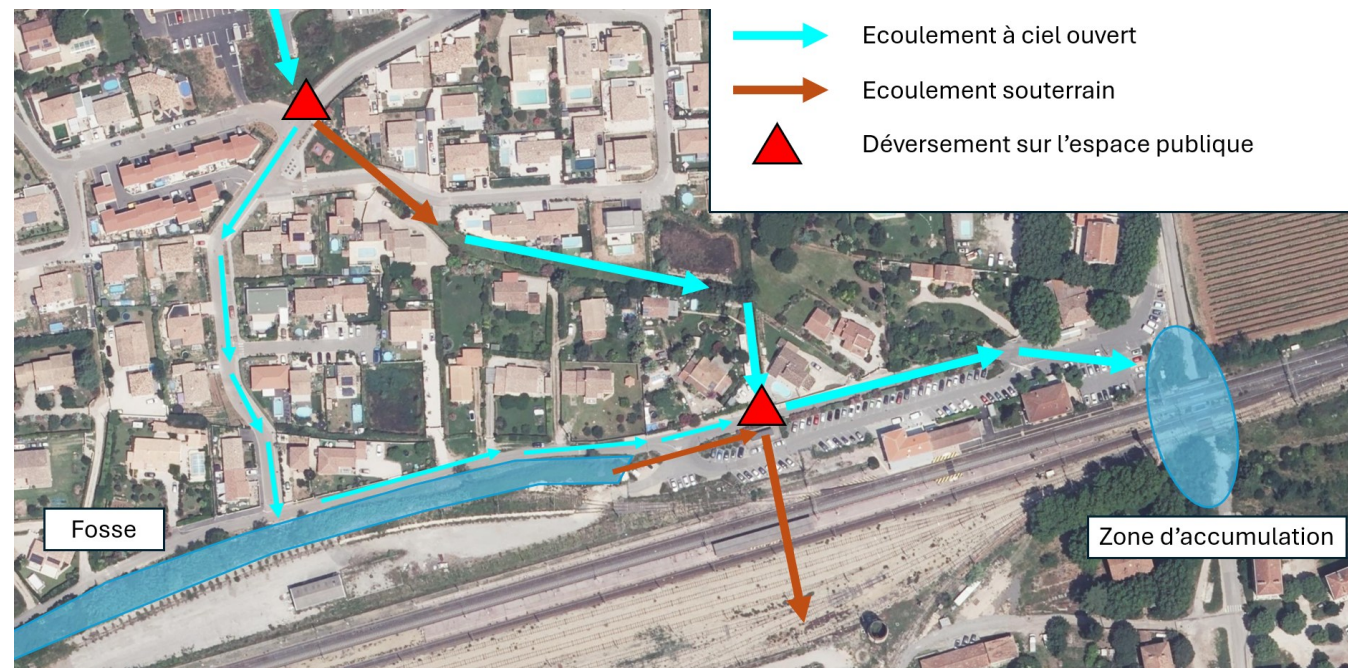 Ecoulement à ciel ouvert
Ecoulement souterrain
Déversement sur l'espace publique
Fosse
Zone d'accumulation